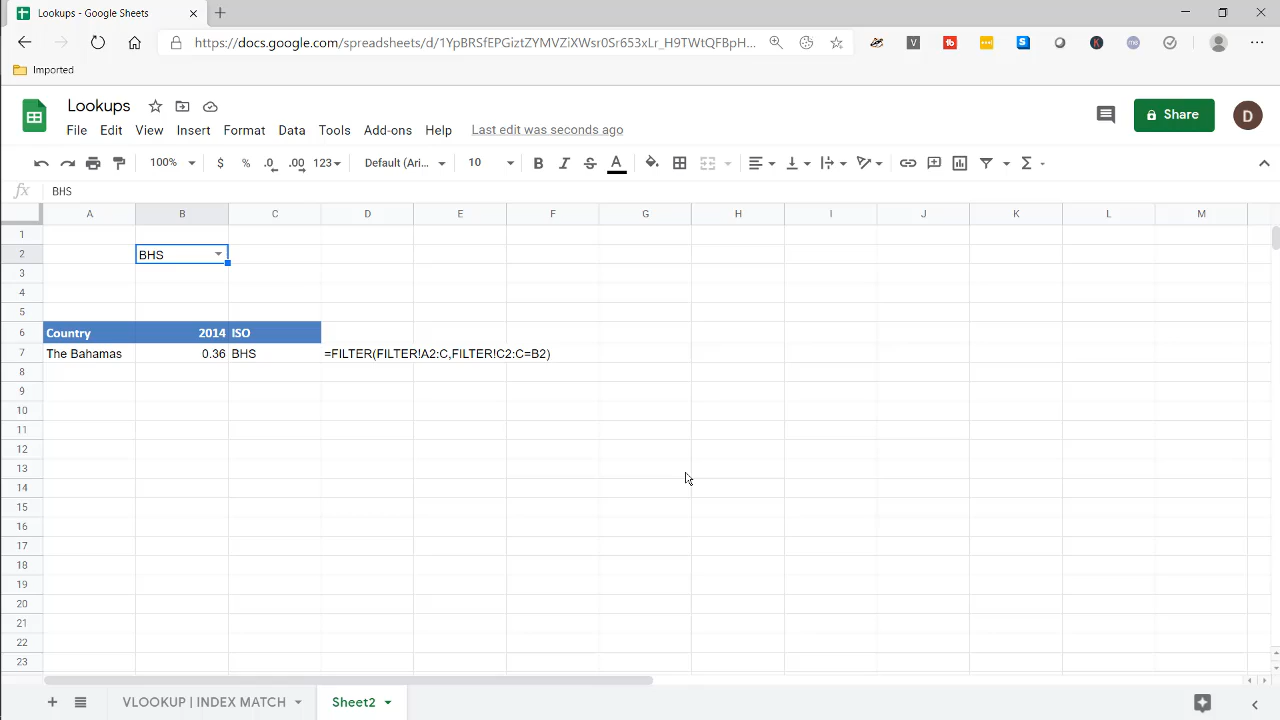 Lookups - Google Sheets
https://docs.google.com/spreadsheets/d/1YpBRSfEPGiztZYMVZiXWsr0Sr653xLr_H9TWtQFBpH...
Imported
Lookups
File Edit View Insert Format Data Tools Add-ons Help Last edit was seconds ago
Share
D
100% $ % .0 .00 123 Default (Ari... 10 B I S A Σ
fx BHS
A B C D E F G H I J K L M
1
2 BHS
3
4
5
6 Country 2014 ISO
7 The Bahamas 0.36 BHS =FILTER(FILTER!A2:C,FILTER!C2:C=B2)
8
9
10
11
12
13
14
15
16
17
18
19
20
21
22
23
VLOOKUP | INDEX MATCH Sheet2